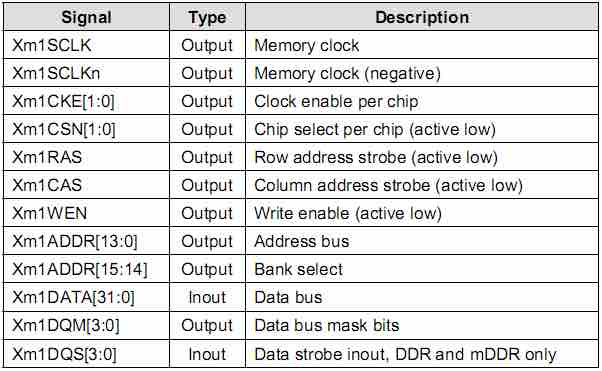 Signal Type Description
Xm1SCLK Output Memory clock
Xm1SCLKn Output Memory clock (negative)
Xm1CKE[1:0] Output Clock enable per chip
Xm1CSN[1:0] Output Chip select per chip (active low)
Xm1RAS Output Row address strobe (active low)
Xm1CAS Output Column address strobe (active low)
Xm1WEN Output Write enable (active low)
Xm1ADDR[13:0] Output Address bus
Xm1ADDR[15:14] Output Bank select
Xm1DATA[31:0] Inout Data bus
Xm1DQM[3:0] Output Data bus mask bits
Xm1DQS[3:0] Inout Data strobe inout, DDR and mDDR only